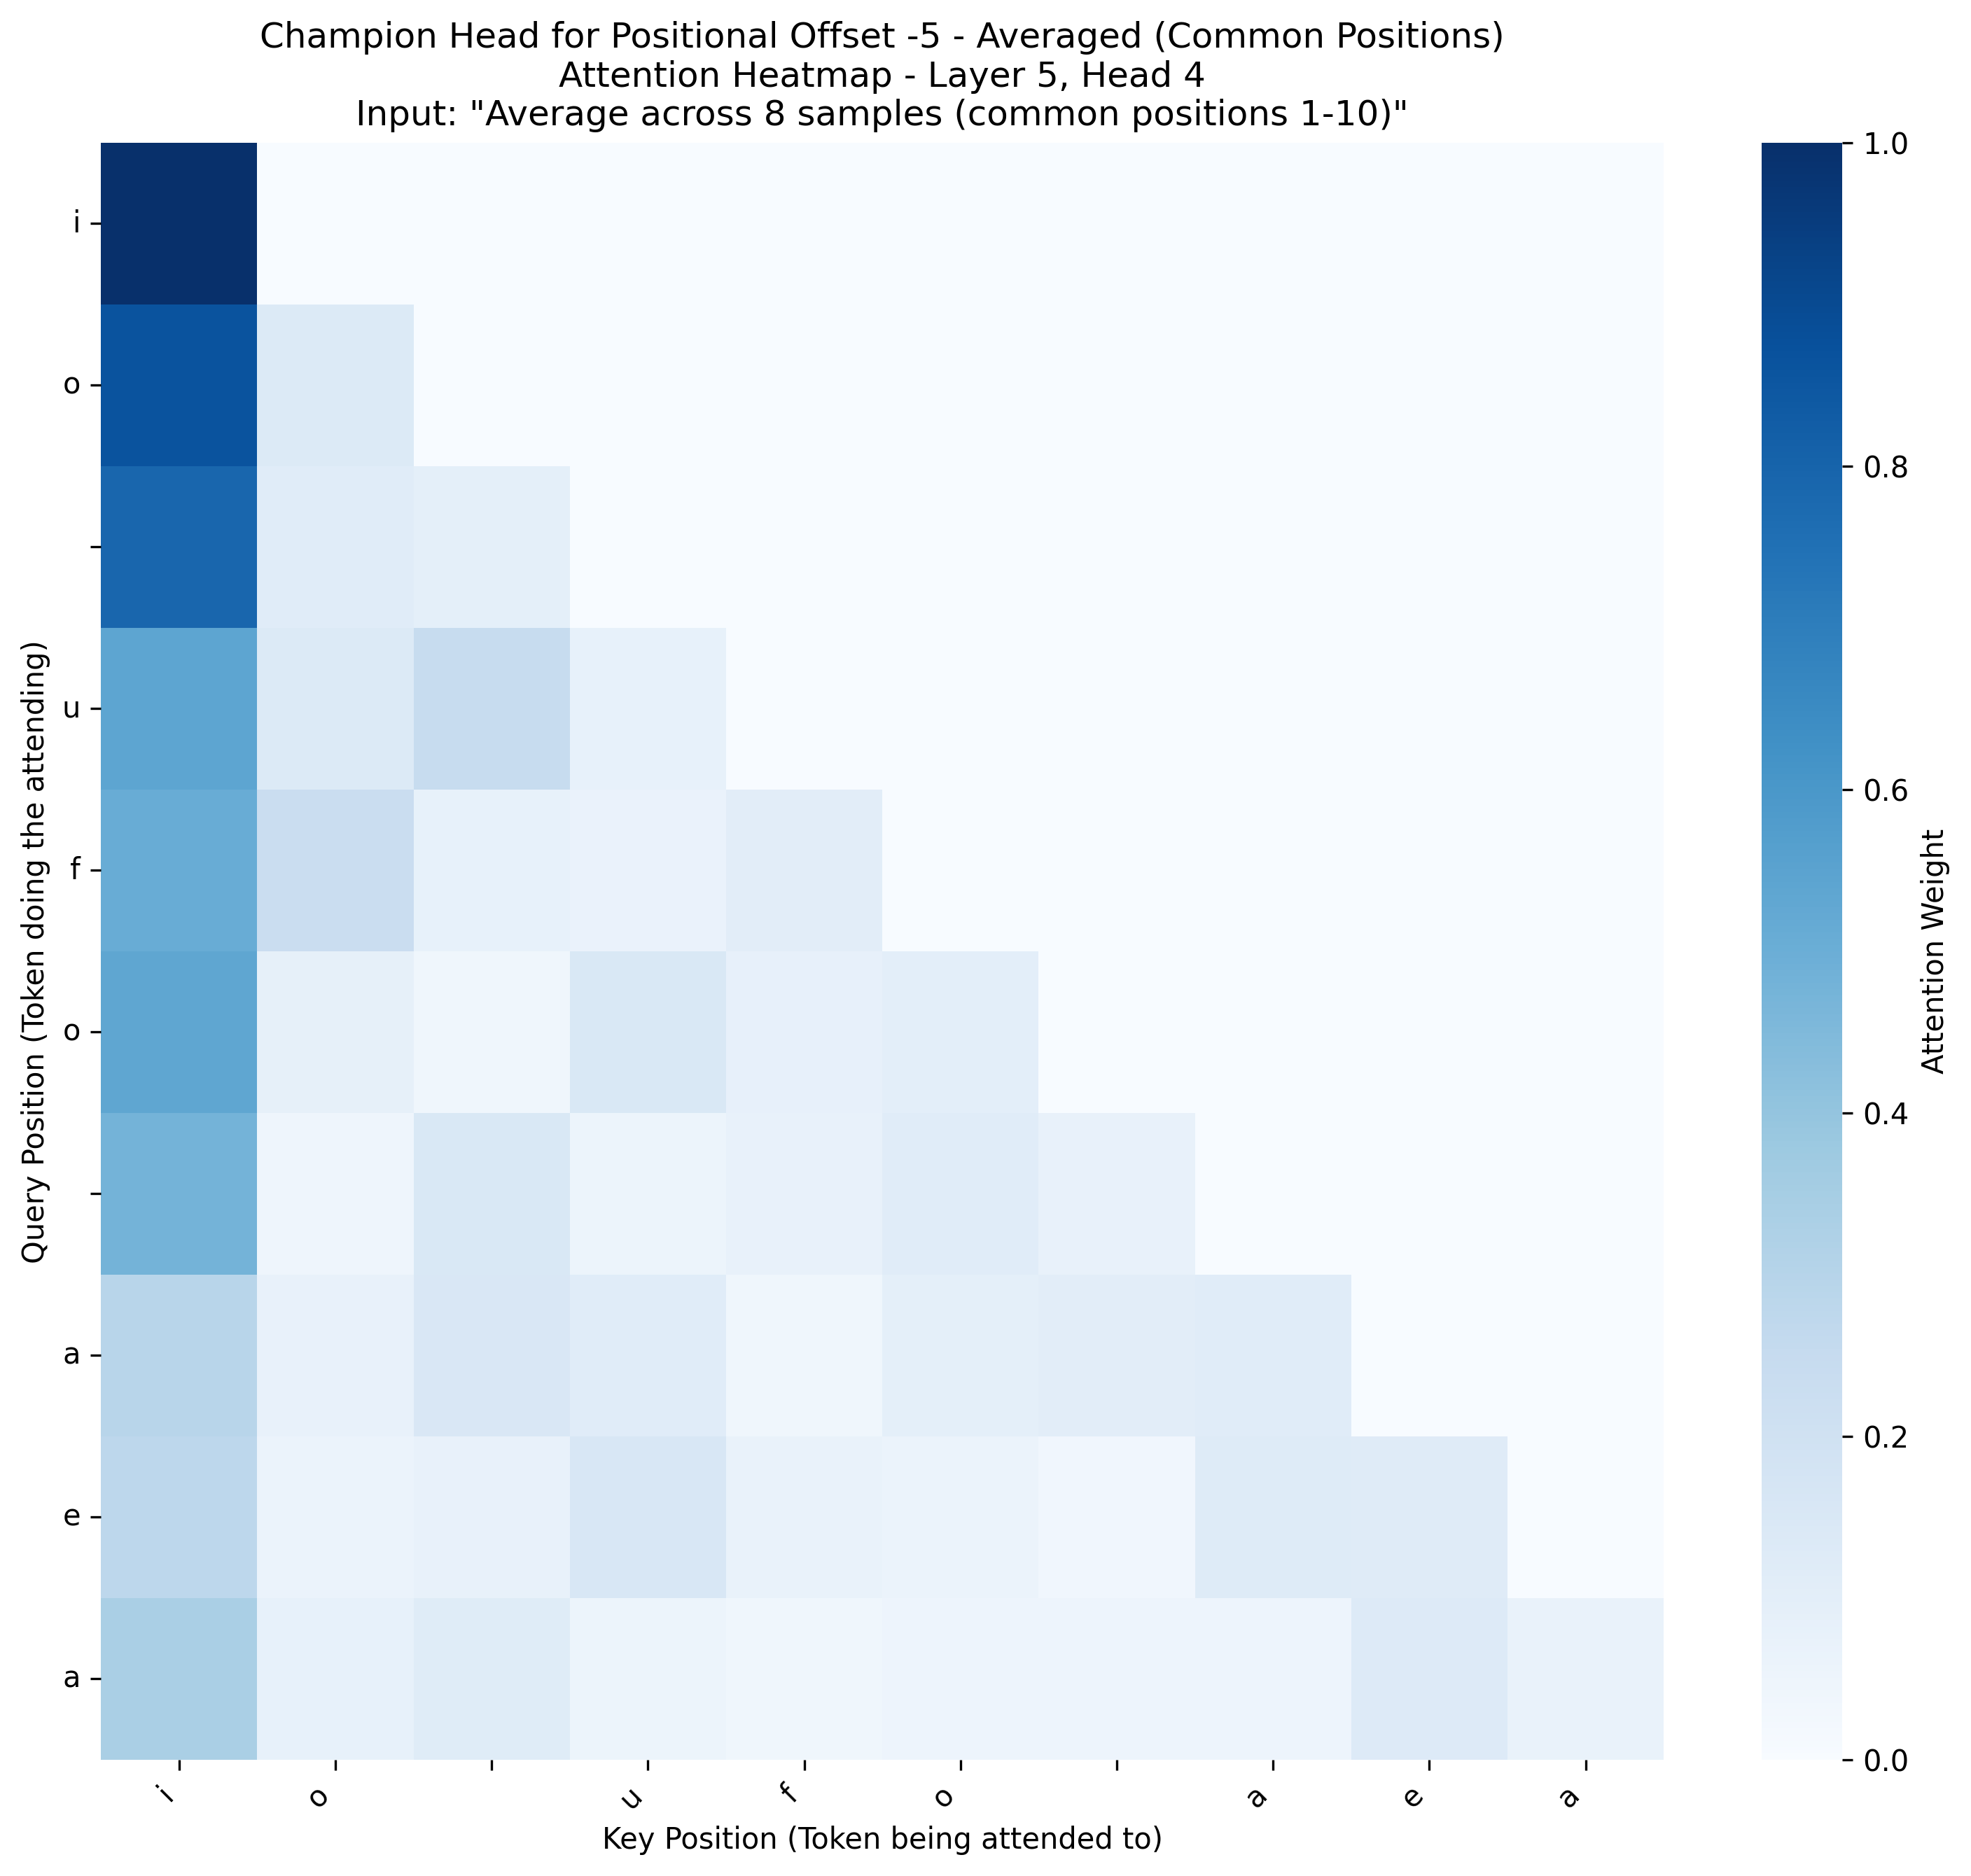 Champion Head for Positional Offset -5 - Averaged (Common Positions)
Attention Heatmap - Layer 5, Head 4
Input: "Average across 8 samples (common positions 1-10)"
Query Position (Token doing the attending)
i
o
u
f
o
a
e
a
i
o
u
f
o
a
e
a
Key Position (Token being attended to)
1.0
0.8
0.6
0.4
0.2
0.0
Attention Weight